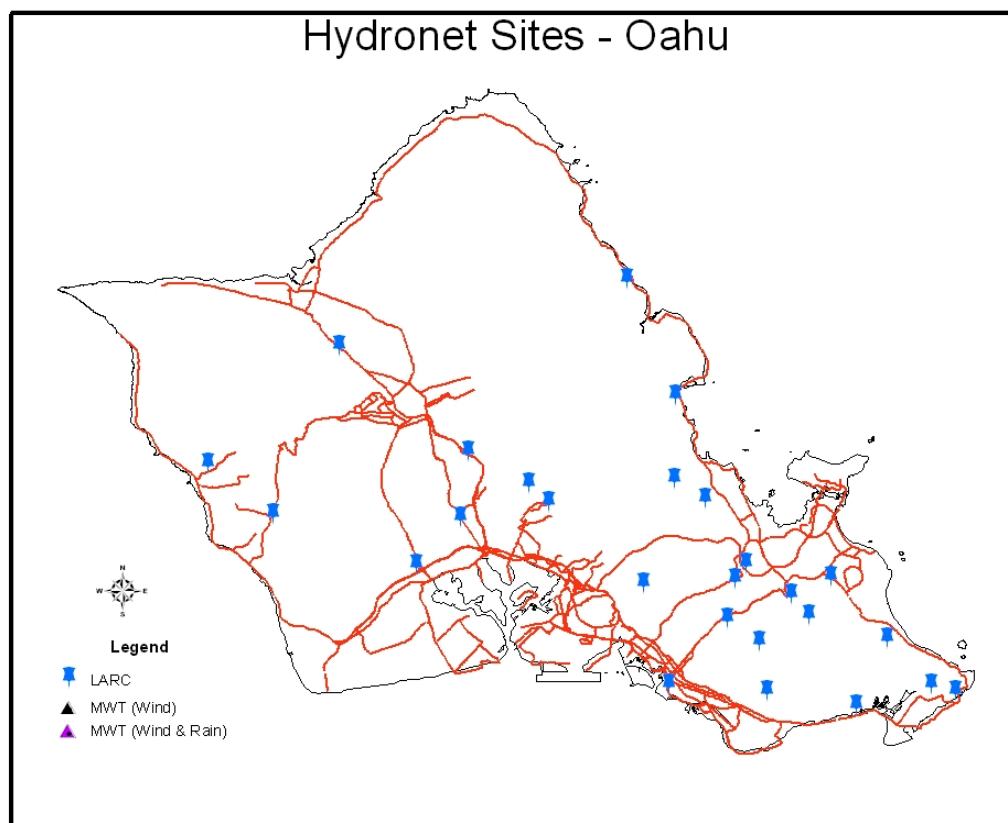 Hydronet Sites - Oahu
N
W E
S
Legend
LARC
MWT (Wind)
MWT (Wind & Rain)